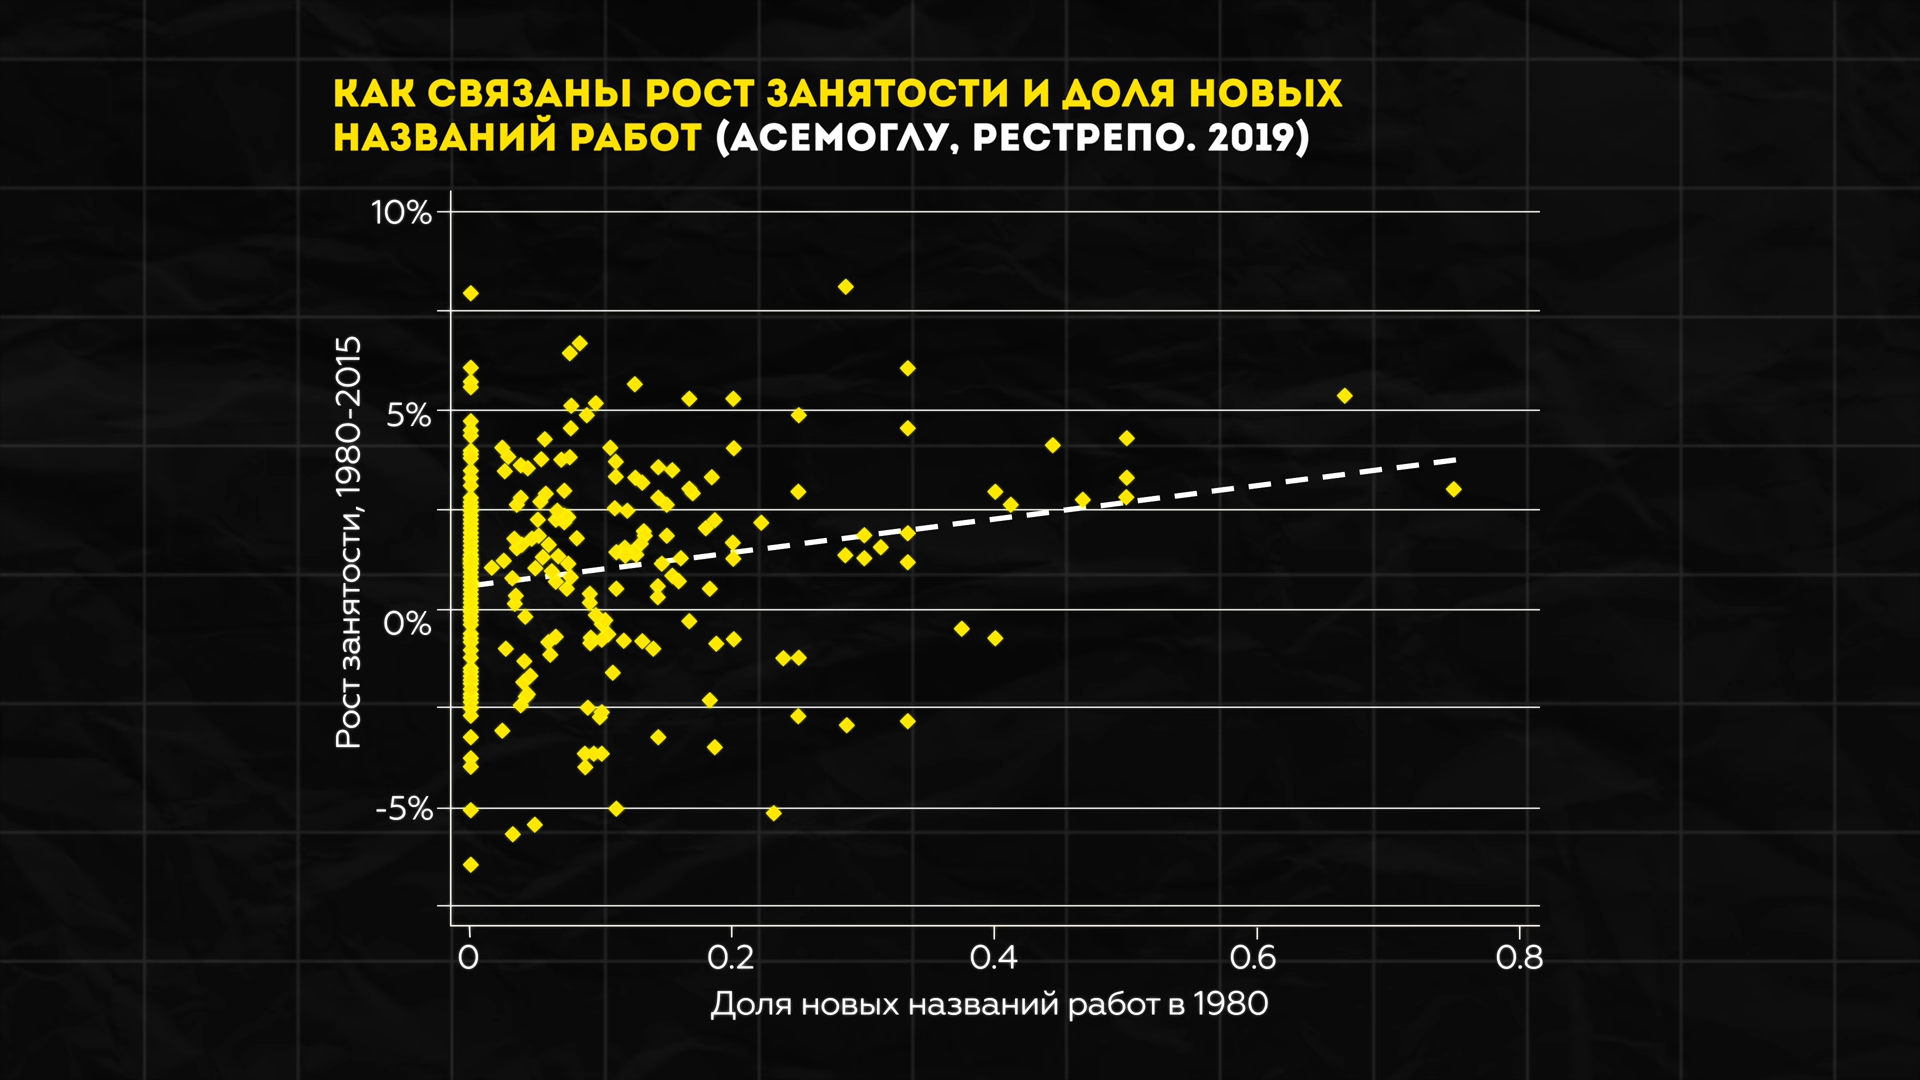 КАК СВЯЗАНЫ РОСТ ЗАНЯТОСТИ И ДОЛЯ НОВЫХ
НАЗВАНИЙ РАБОТ (АСЕМОГЛУ, РЕСТРЕПО. 2019)
10%
5%
0%
-5%
Рост занятости, 1980-2015
0
0.2
0.4
0.6
0.8
Доля новых названий работ в 1980